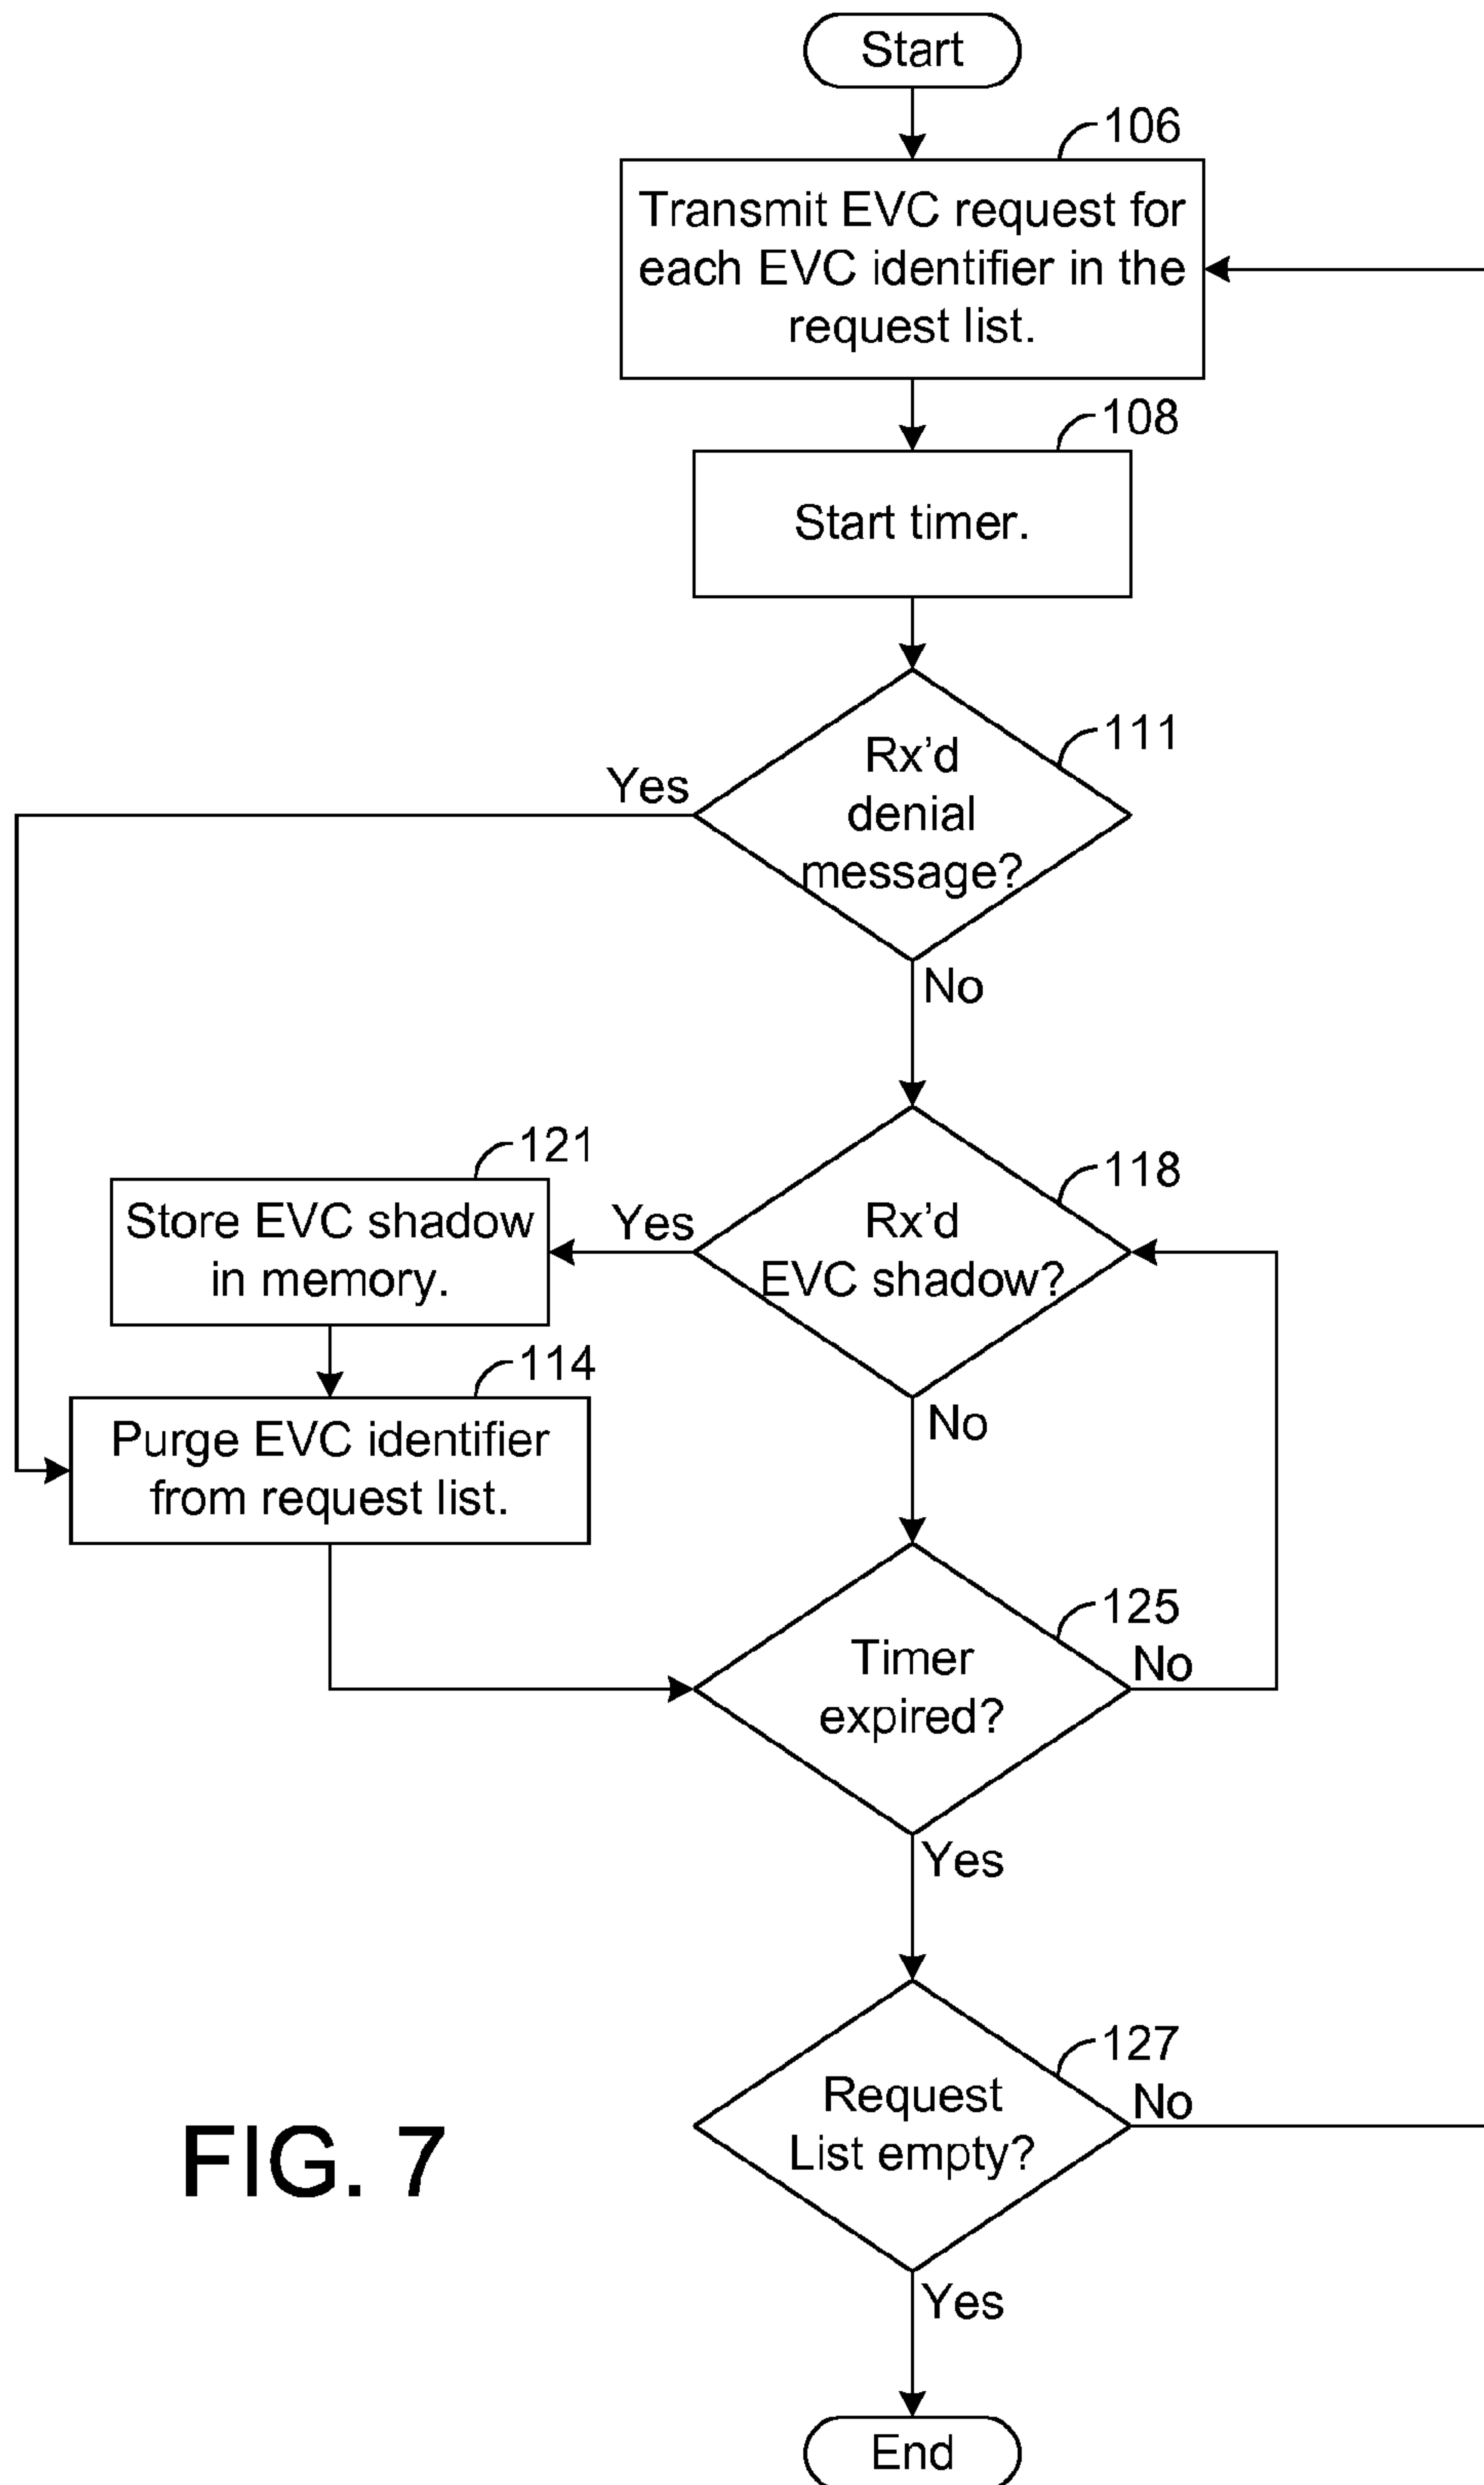 Start
106
Transmit EVC request for
each EVC identifier in the
request list.
108
Start timer.
111
Rx’d
denial
message?
Yes
No
121
Store EVC shadow
in memory.
118
Rx’d
EVC shadow?
Yes
No
114
Purge EVC identifier
from request list.
125
Timer
expired?
No
Yes
127
Request
List empty?
No
Yes
FIG. 7
End